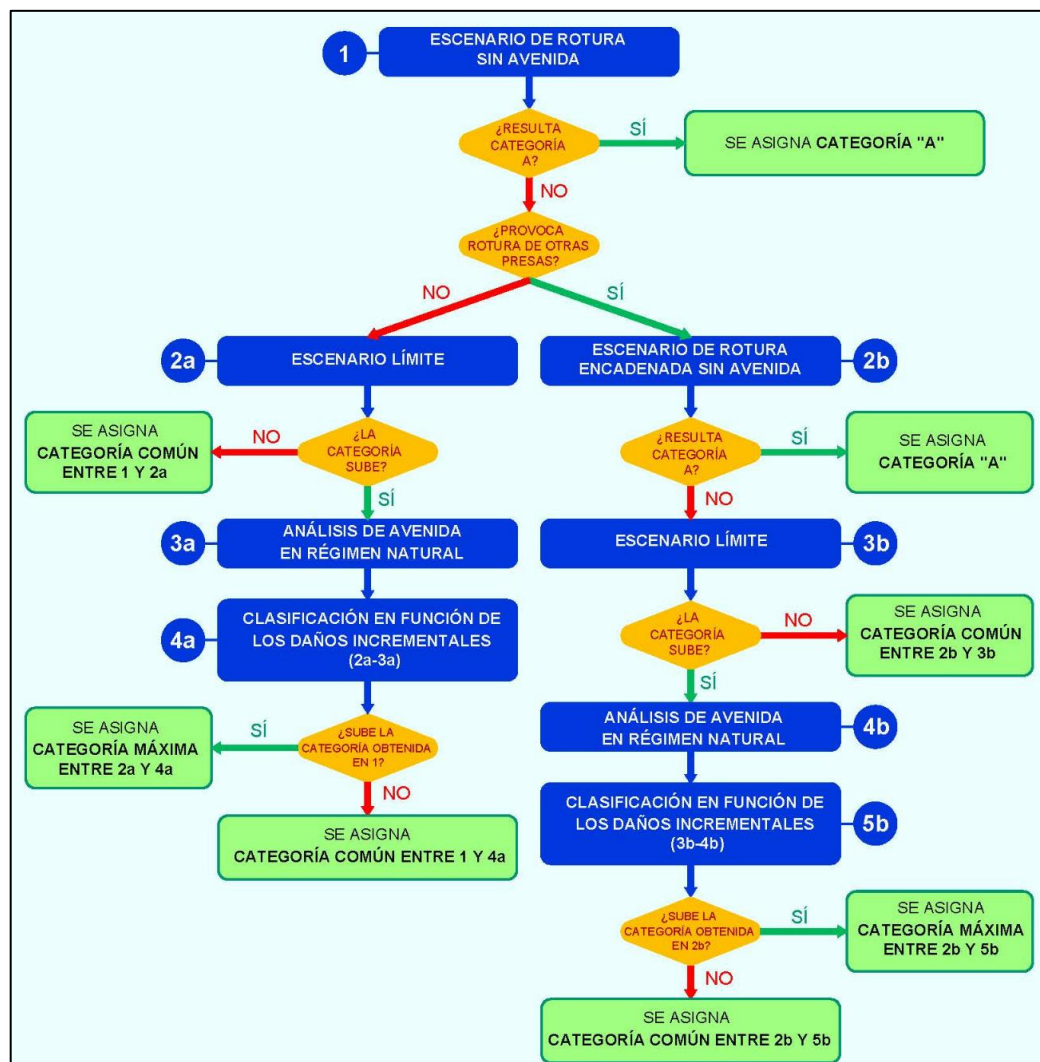 1
ESCENARIO DE ROTURA
SIN AVENIDA
¿RESULTA
CATEGORÍA
A?
SÍ
SE ASIGNA CATEGORÍA "A"
NO
¿PROVOCA
ROTURA DE OTRAS
PRESAS?
NO
SÍ
2a
ESCENARIO LÍMITE
ESCENARIO DE ROTURA
ENCADENADA SIN AVENIDA
2b
SE ASIGNA
CATEGORÍA COMÚN
ENTRE 1 Y 2a
NO
¿LA
CATEGORÍA
SUBE?
SÍ
¿RESULTA
CATEGORÍA
A?
SÍ
SE ASIGNA
CATEGORÍA "A"
NO
3a
ANÁLISIS DE AVENIDA
EN RÉGIMEN NATURAL
ESCENARIO LÍMITE
3b
4a
CLASIFICACIÓN EN FUNCIÓN DE
LOS DAÑOS INCREMENTALES
(2a-3a)
¿LA
CATEGORÍA
SUBE?
NO
SE ASIGNA
CATEGORÍA COMÚN
ENTRE 2b Y 3b
SÍ
SE ASIGNA
CATEGORÍA MÁXIMA
ENTRE 2a Y 4a
SÍ
¿SUBE LA
CATEGORÍA OBTENIDA
EN 1?
NO
ANÁLISIS DE AVENIDA
EN RÉGIMEN NATURAL
4b
SE ASIGNA
CATEGORÍA COMÚN ENTRE 1 Y 4a
CLASIFICACIÓN EN FUNCIÓN DE
LOS DAÑOS INCREMENTALES
(3b-4b)
5b
¿SUBE LA
CATEGORÍA OBTENIDA
EN 2b?
SÍ
SE ASIGNA
CATEGORÍA MÁXIMA
ENTRE 2b Y 5b
NO
SE ASIGNA
CATEGORÍA COMÚN ENTRE 2b Y 5b